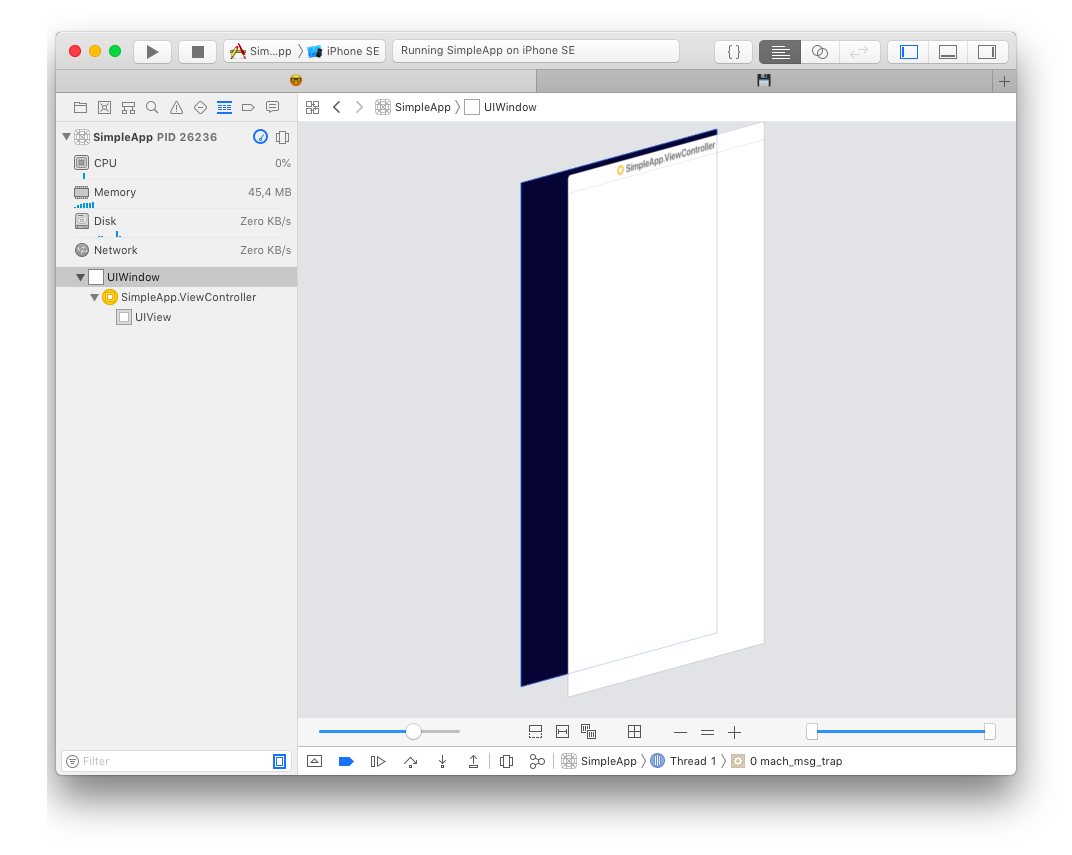 Sim...pp 〉 iPhone SE
Running SimpleApp on iPhone SE
{ }
SimpleApp 〉 UIWindow
SimpleApp PID 26236
CPU 0%
Memory 45,4 MB
Disk Zero KB/s
Network Zero KB/s
UIWindow
SimpleApp.ViewController
UIView
SimpleApp.ViewController
Filter
SimpleApp 〉 Thread 1 〉 0 mach_msg_trap